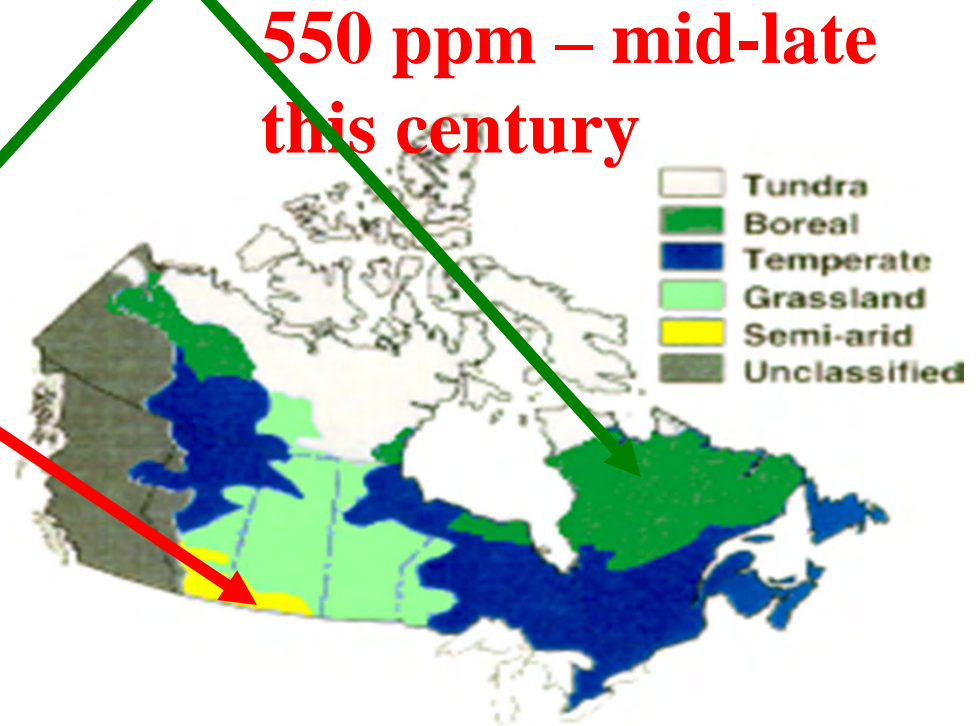 550 ppm – mid-late
this century
Tundra
Boreal
Temperate
Grassland
Semi-arid
Unclassified